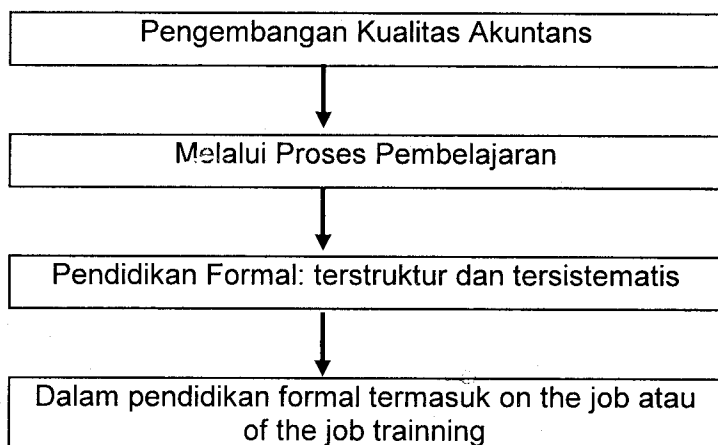 Pengembangan Kualitas Akuntans
Melalui Proses Pembelajaran
Pendidikan Formal: terstruktur dan tersistematis
Dalam pendidikan formal termasuk on the job atau
of the job trainning